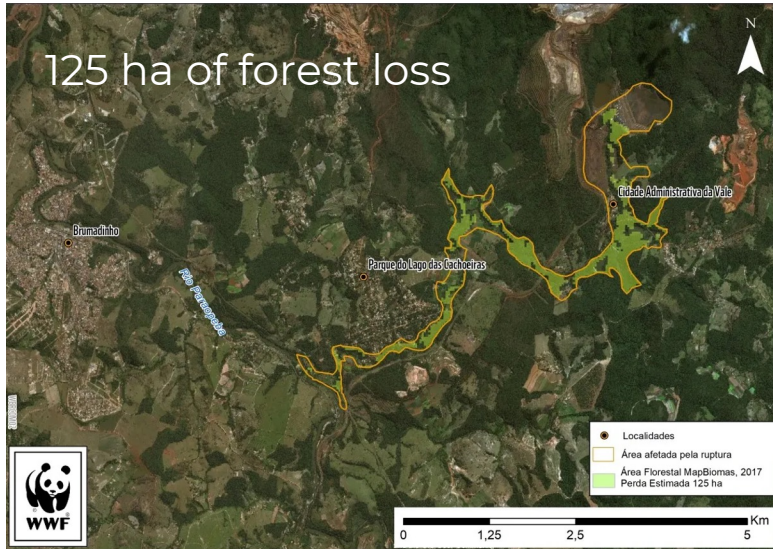 125 ha of forest loss
N
Cidade Administrativa da Vale
Brumadinho
Parque do Lago das Cachoeiras
Rio Paraopeba
Localidades
Área afetada pela ruptura
Área Florestal MapBiomas, 2017
Perda Estimada 125 ha
WWF
Km
0 1,25 2,5 5